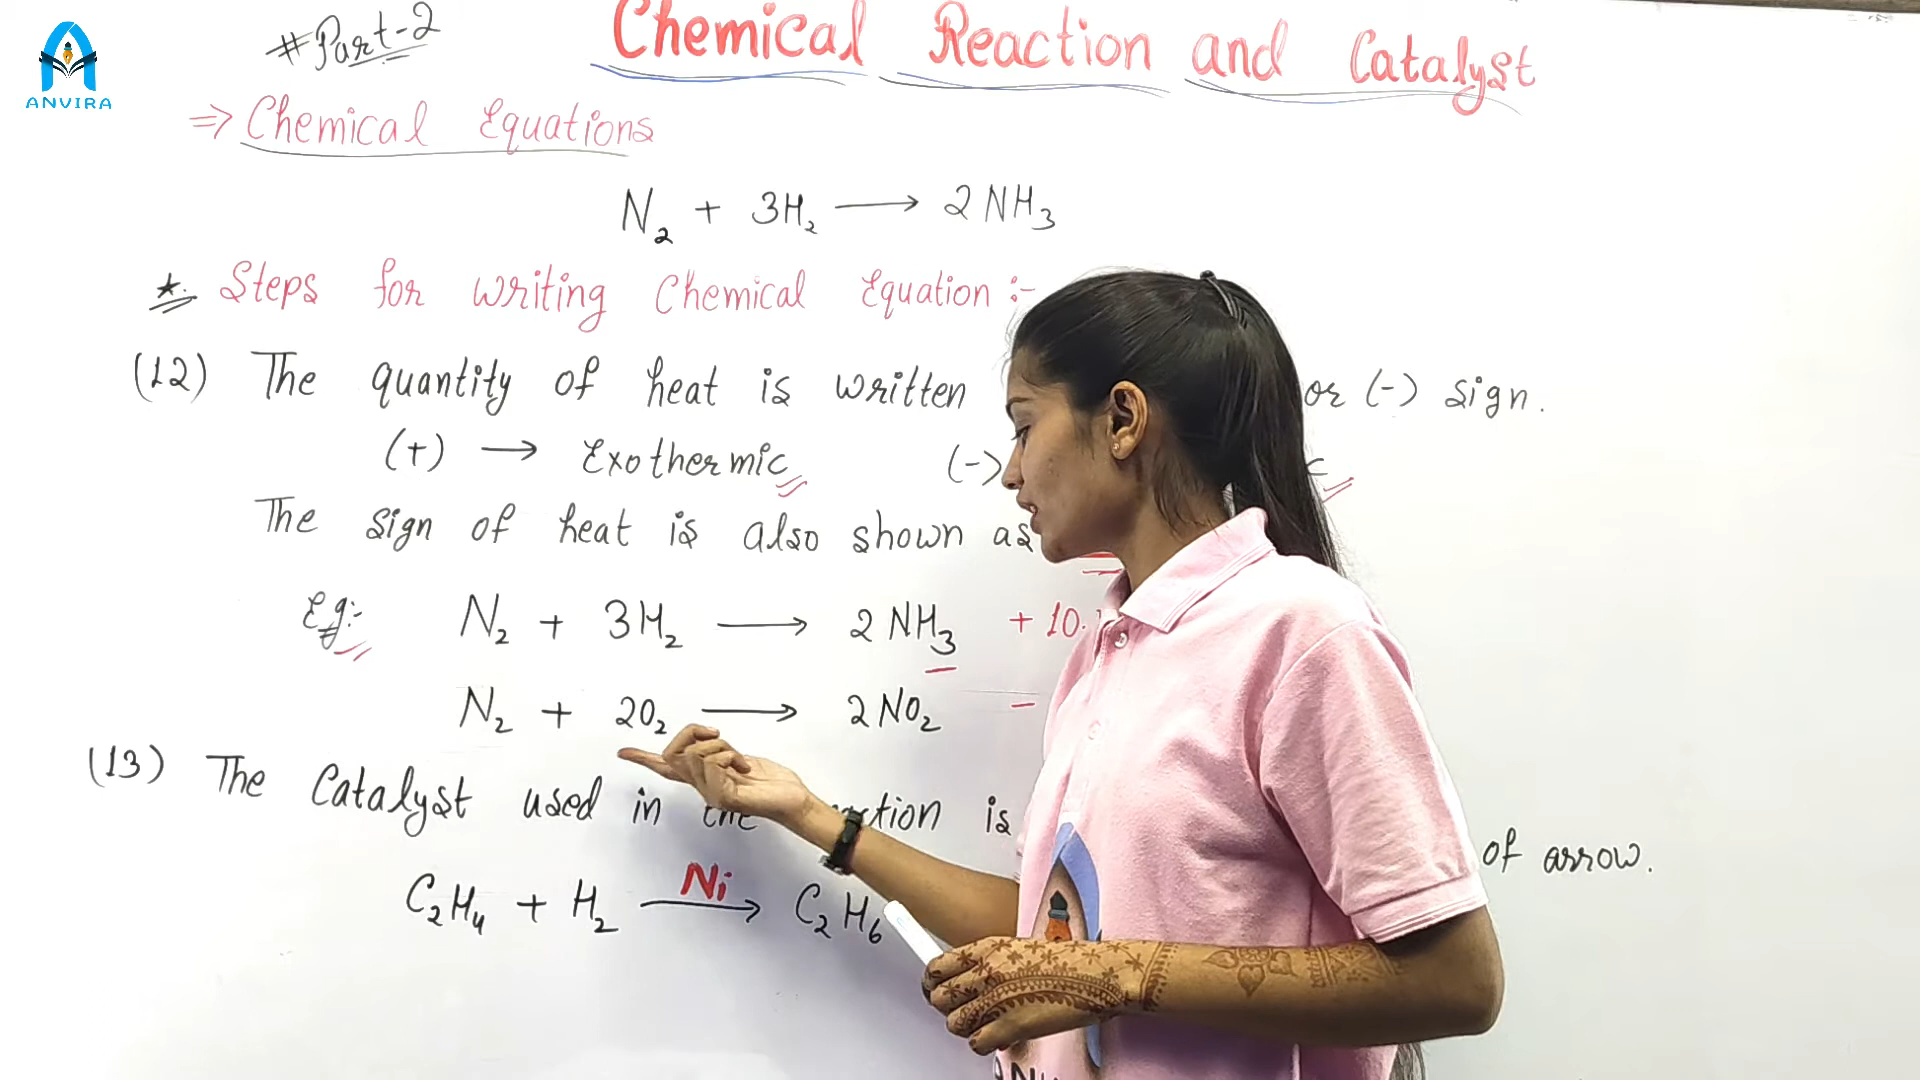 ANVIRA
#Part-2
Chemical Reaction and Catalyst
⇒ Chemical Equations
N₂ + 3H₂ ⟶ 2NH₃
★ Steps for writing Chemical Equation :-
(12) The quantity of heat is written or (-) sign.
(+) ⟶ Exothermic (-)
The sign of heat is also shown as
Eg:- N₂ + 3H₂ ⟶ 2NH₃ + 10.
N₂ + 2O₂ ⟶ 2NO₂ -
(13) The Catalyst used in the is of arrow.
C₂H₄ + H₂ ⟶ C₂H₆
Ni